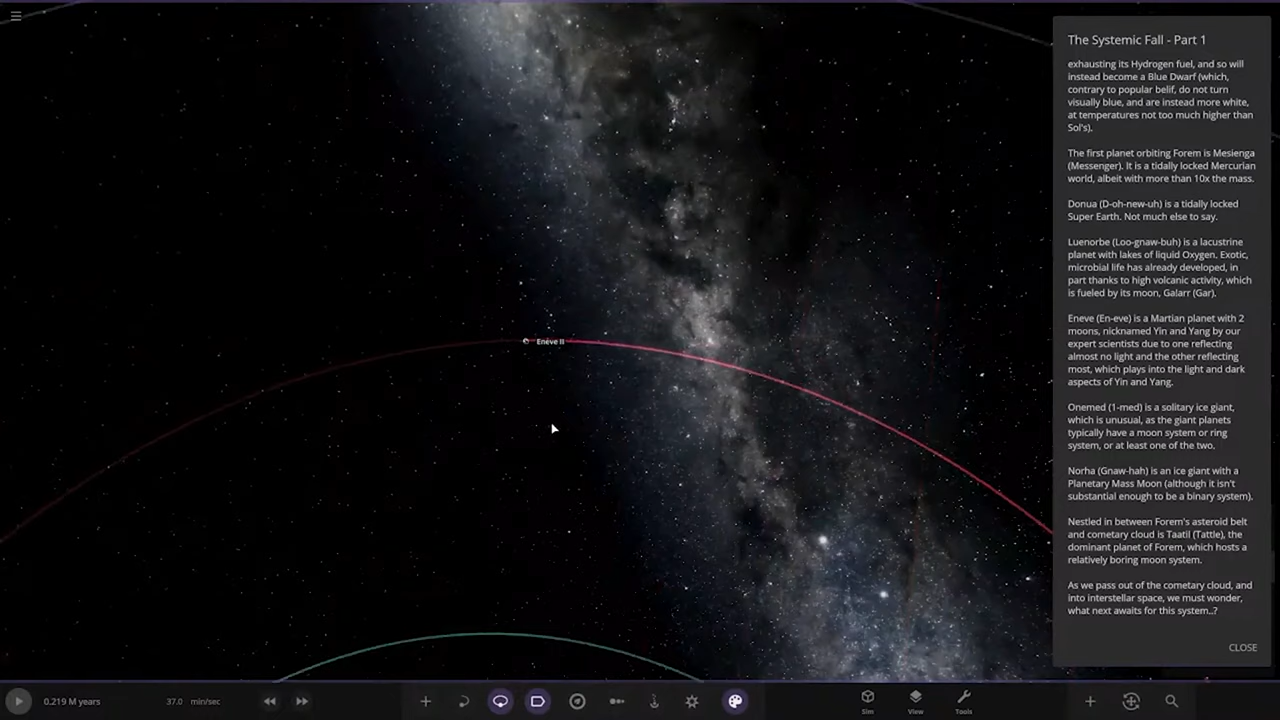 The Systemic Fall - Part 1
exhausting its Hydrogen fuel, and so will
instead become a Blue Dwarf (which,
contrary to popular belif, do not turn
visually blue, and are instead more white,
at temperatures not too much higher than
Sol's).
The first planet orbiting Forem is Mesienga
(Messenger). It is a tidally locked Mercurian
world, albeit with more than 10x the mass.
Donua (D-oh-new-uh) is a tidally locked
Super Earth. Not much else to say.
Luenorbe (Loo-gnaw-buh) is a lacustrine
planet with lakes of liquid Oxygen. Exotic,
microbial life has already developed, in
part thanks to high volcanic activity, which
is fueled by its moon, Galarr (Gar).
Eneve (En-eve) is a Martian planet with 2
moons, nicknamed Yin and Yang by our
expert scientists due to one reflecting
almost no light and the other reflecting
most, which plays into the light and dark
aspects of Yin and Yang.
Onemed (1-med) is a solitary ice giant,
which is unusual, as the giant planets
typically have a moon system or ring
system, or at least one of the two.
Norha (Gnaw-hah) is an ice giant with a
Planetary Mass Moon (although it isn't
substantial enough to be a binary system).
Nestled in between Forem's asteroid belt
and cometary cloud is Taatil (Tattle), the
dominant planet of Forem, which hosts a
relatively boring moon system.
As we pass out of the cometary cloud, and
into interstellar space, we must wonder,
what next awaits for this system..?
CLOSE
Enève II
0.219 M years
37.0 min/sec
Sim
View
Tools